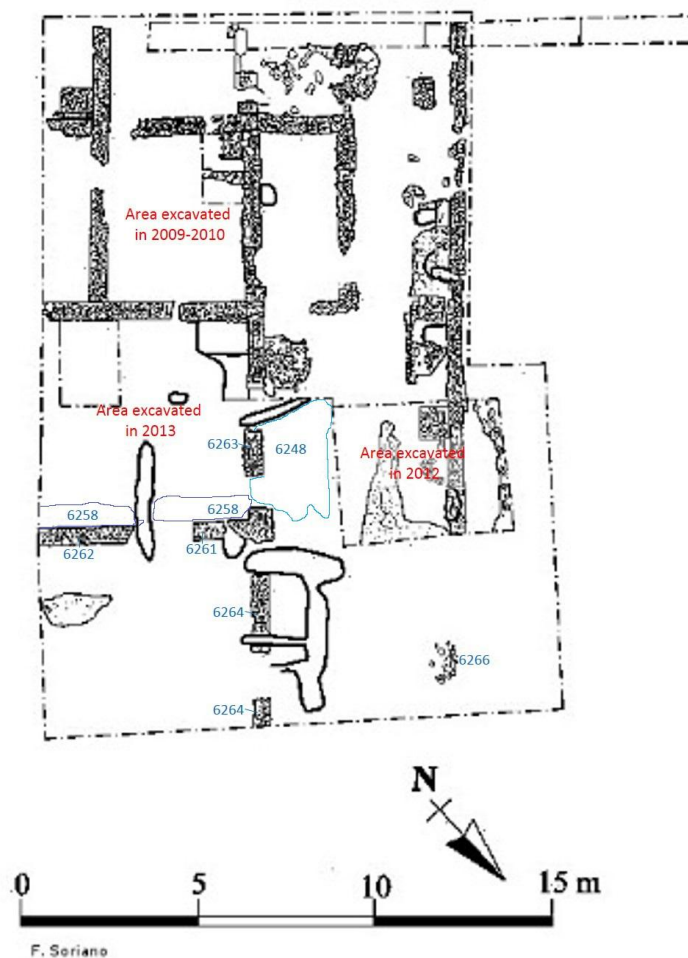 Area excavated
in 2009-2010
Area excavated
in 2013
6263
6248
Area excavated
in 2012
6258
6258
6262
6261
6264
6266
6264
N
0 5 10 15 m
F. Soriano